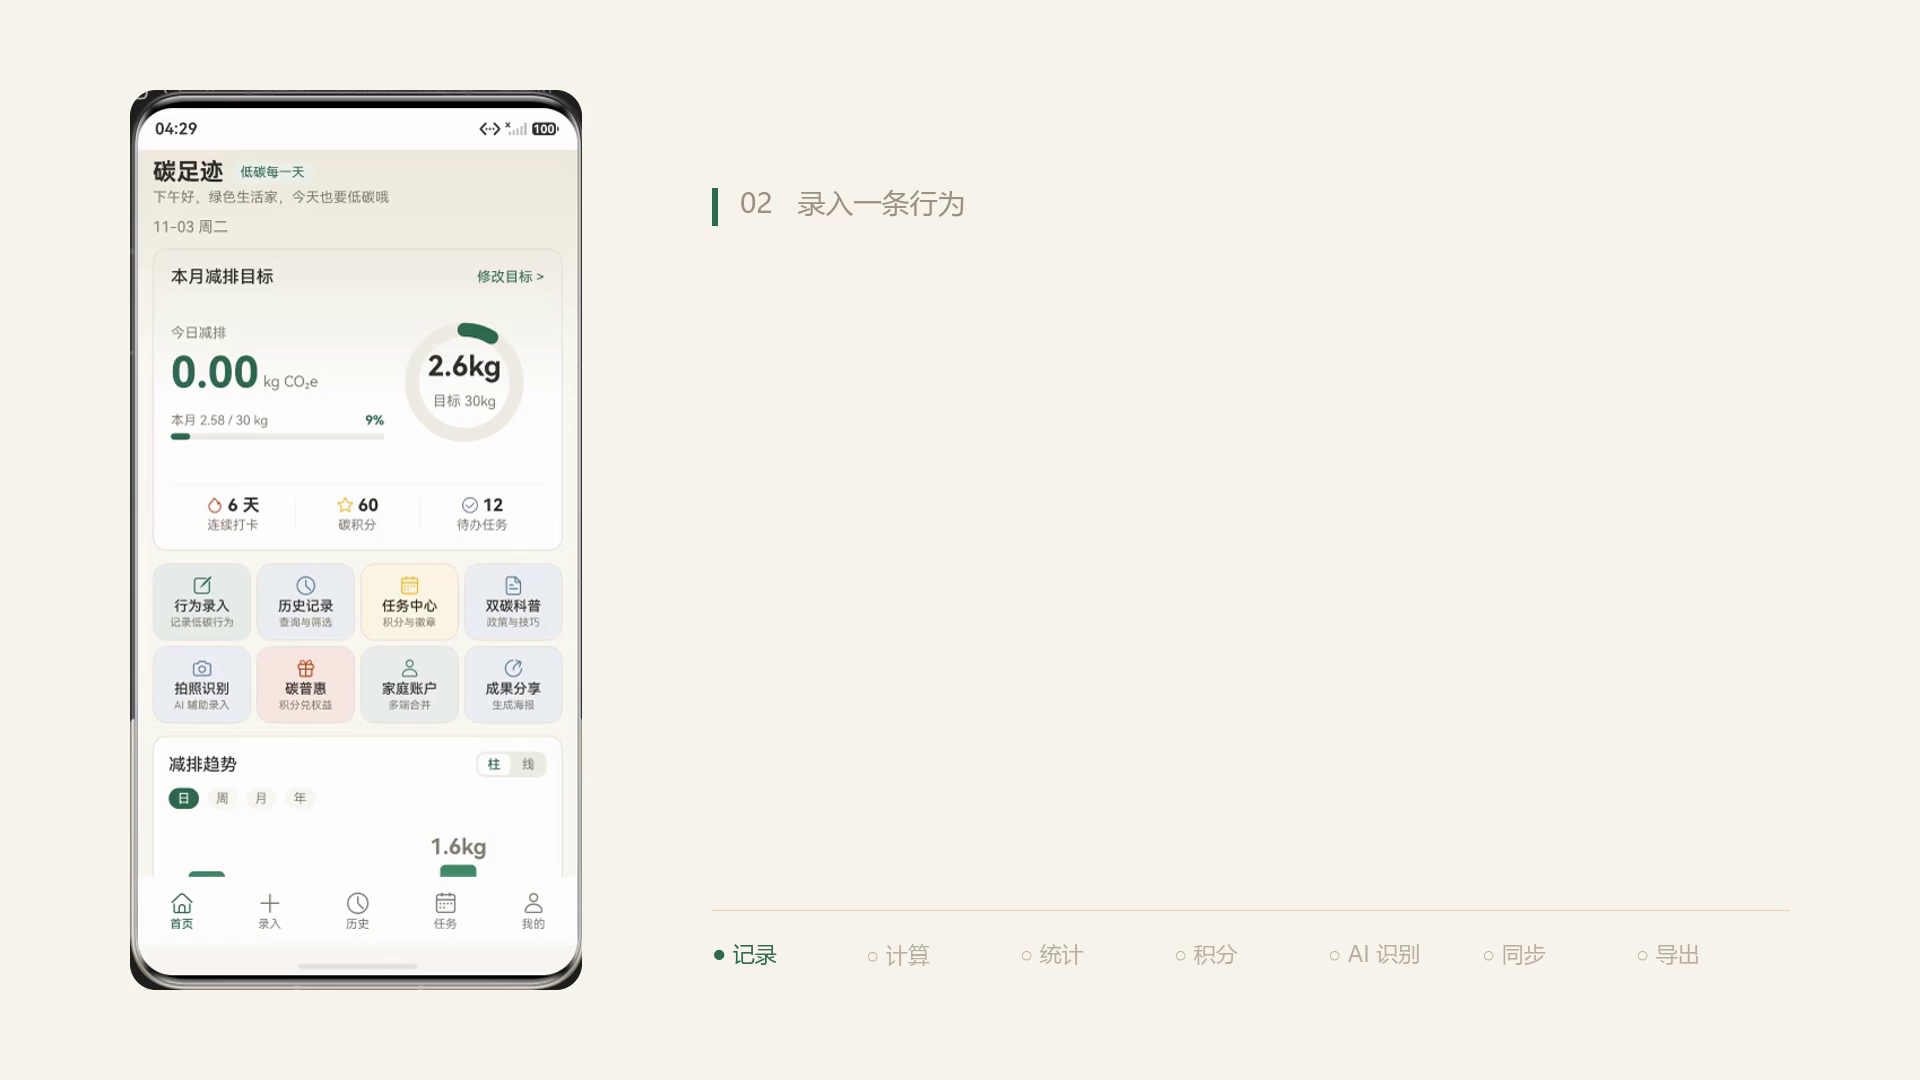 04:29
100
碳足迹 低碳每一天
下午好，绿色生活家，今天也要低碳哦
11-03 周二
本月减排目标 修改目标 >
今日减排
0.00 kg CO₂e
2.6kg
目标 30kg
本月 2.58 / 30 kg 9%
6 天 60 12
连续打卡 碳积分 待办任务
行为录入 历史记录 任务中心 双碳科普
记录低碳行为 查询与筛选 积分与徽章 政策与技巧
拍照识别 碳普惠 家庭账户 成果分享
AI 辅助录入 积分兑权益 多端合并 生成海报
减排趋势 柱 线
日 周 月 年
1.6kg
首页 录入 历史 任务 我的
02 录入一条行为
记录 计算 统计 积分 AI 识别 同步 导出